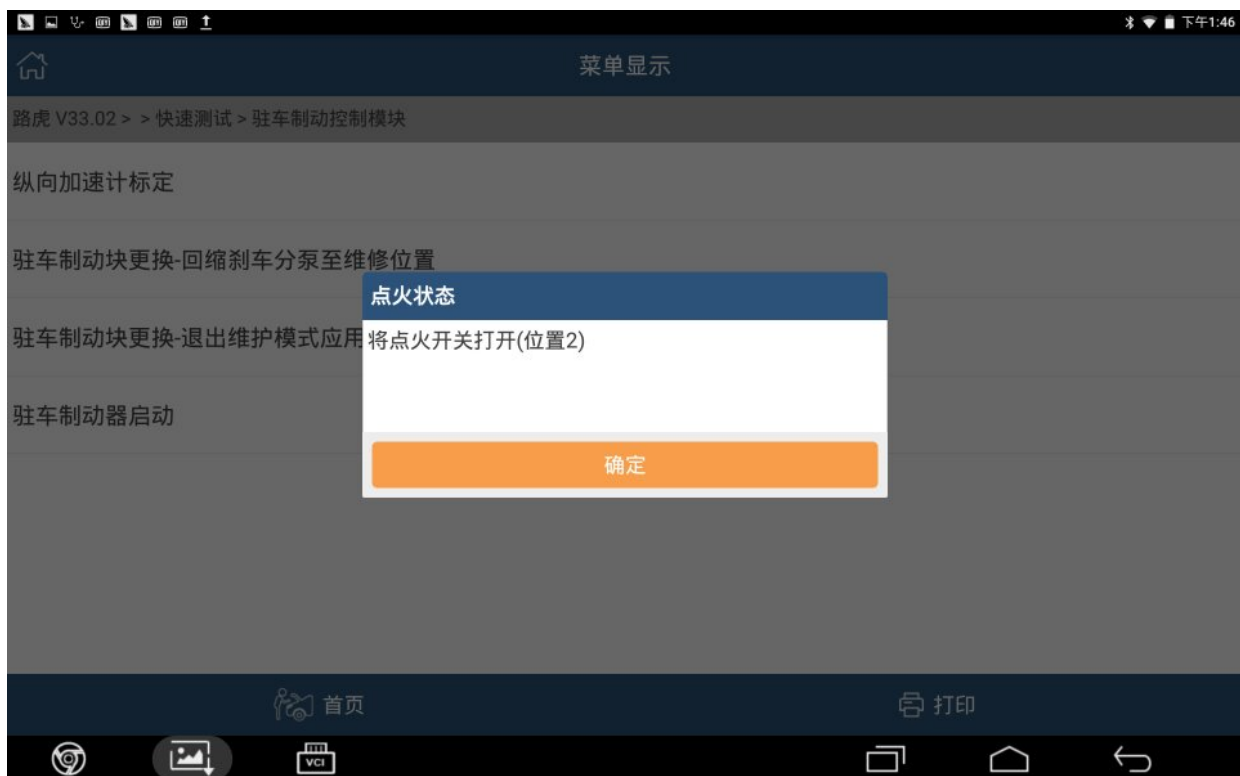 下午1:46
菜单显示
路虎 V33.02 > > 快速测试 > 驻车制动控制模块
纵向加速计标定
驻车制动块更换-回缩刹车分泵至维修位置
驻车制动块更换-退出维护模式应用
驻车制动器启动
点火状态
将点火开关打开(位置2)
确定
首页
打印
VCI